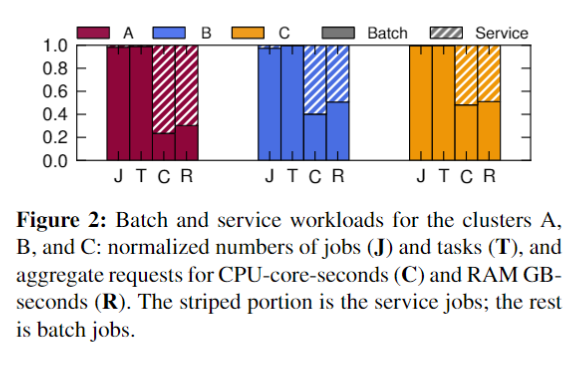 A B C Batch Service
1.0
0.8
0.6
0.4
0.2
0.0
J T C R J T C R J T C R
Figure 2: Batch and service workloads for the clusters A,
B, and C: normalized numbers of jobs (J) and tasks (T), and
aggregate requests for CPU-core-seconds (C) and RAM GB-
seconds (R). The striped portion is the service jobs; the rest
is batch jobs.